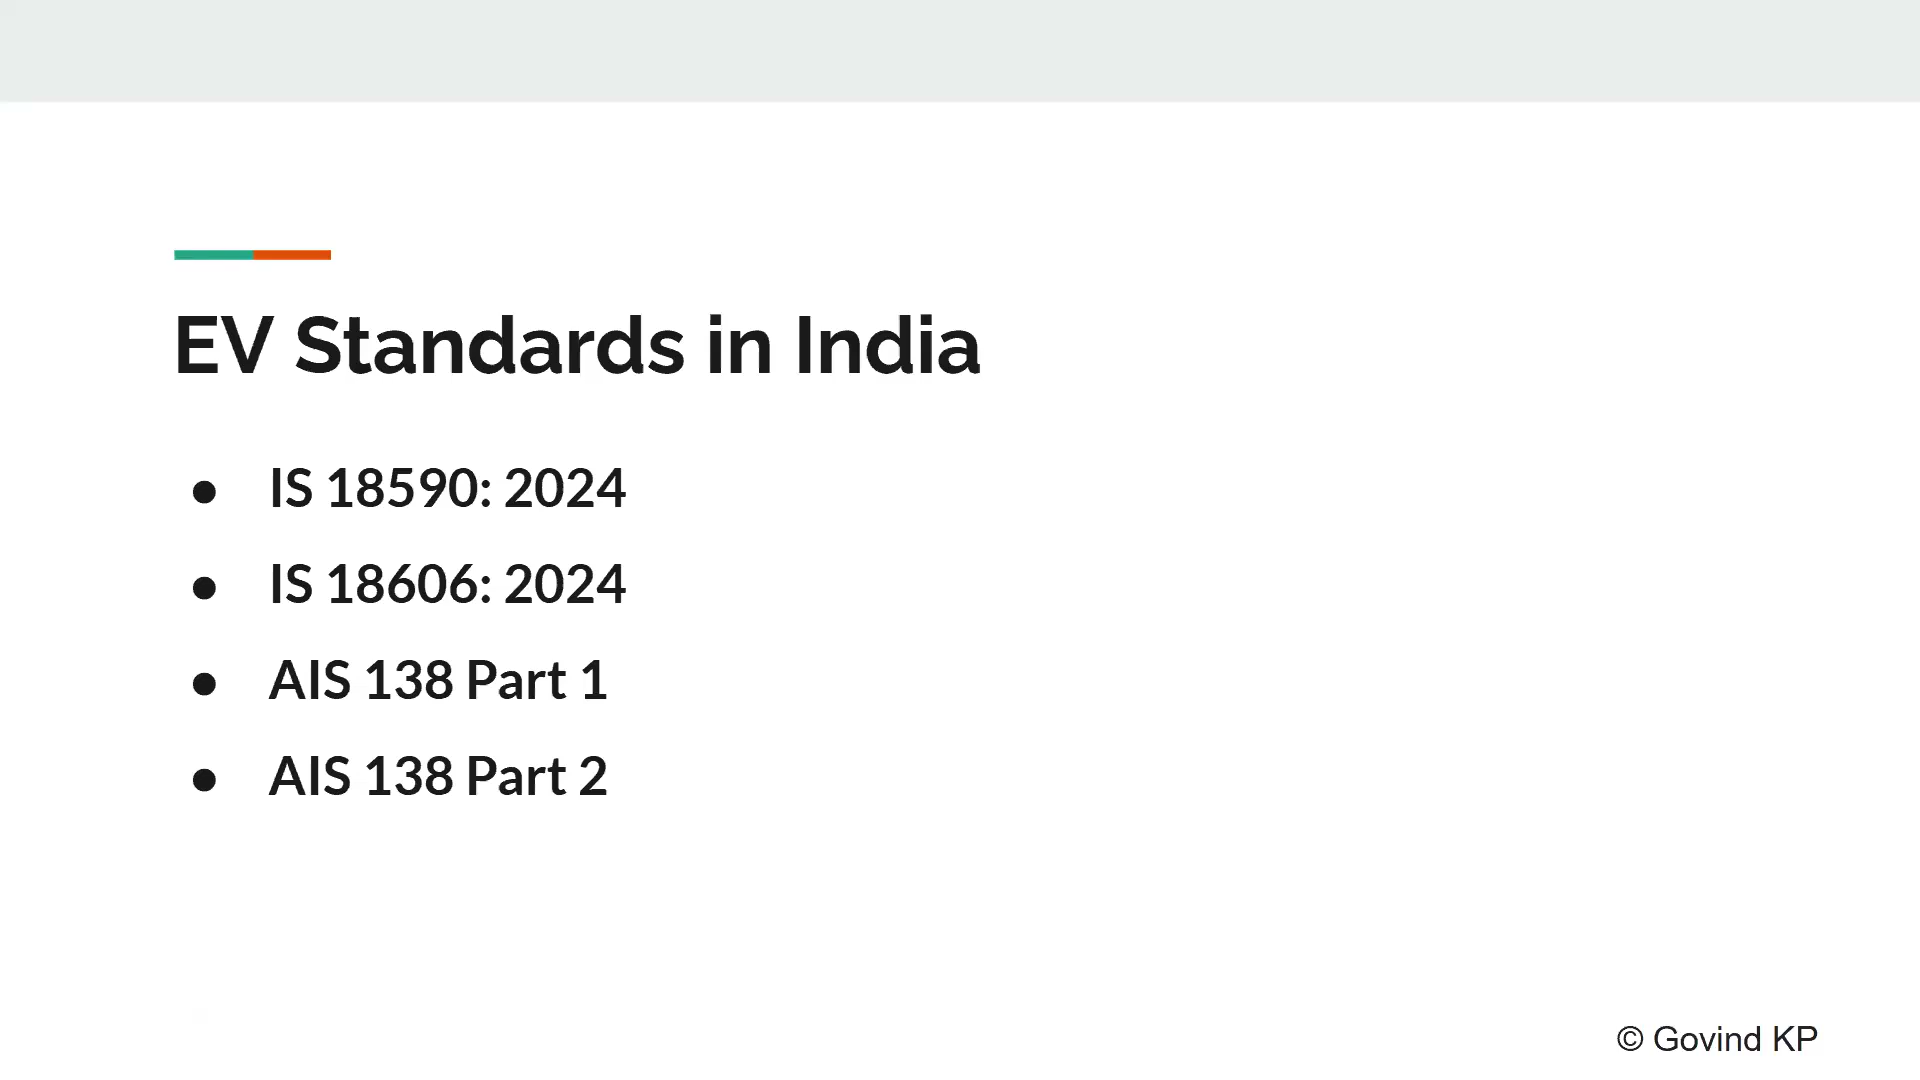 EV Standards in India
● IS 18590: 2024
● IS 18606: 2024
● AIS 138 Part 1
● AIS 138 Part 2
© Govind KP